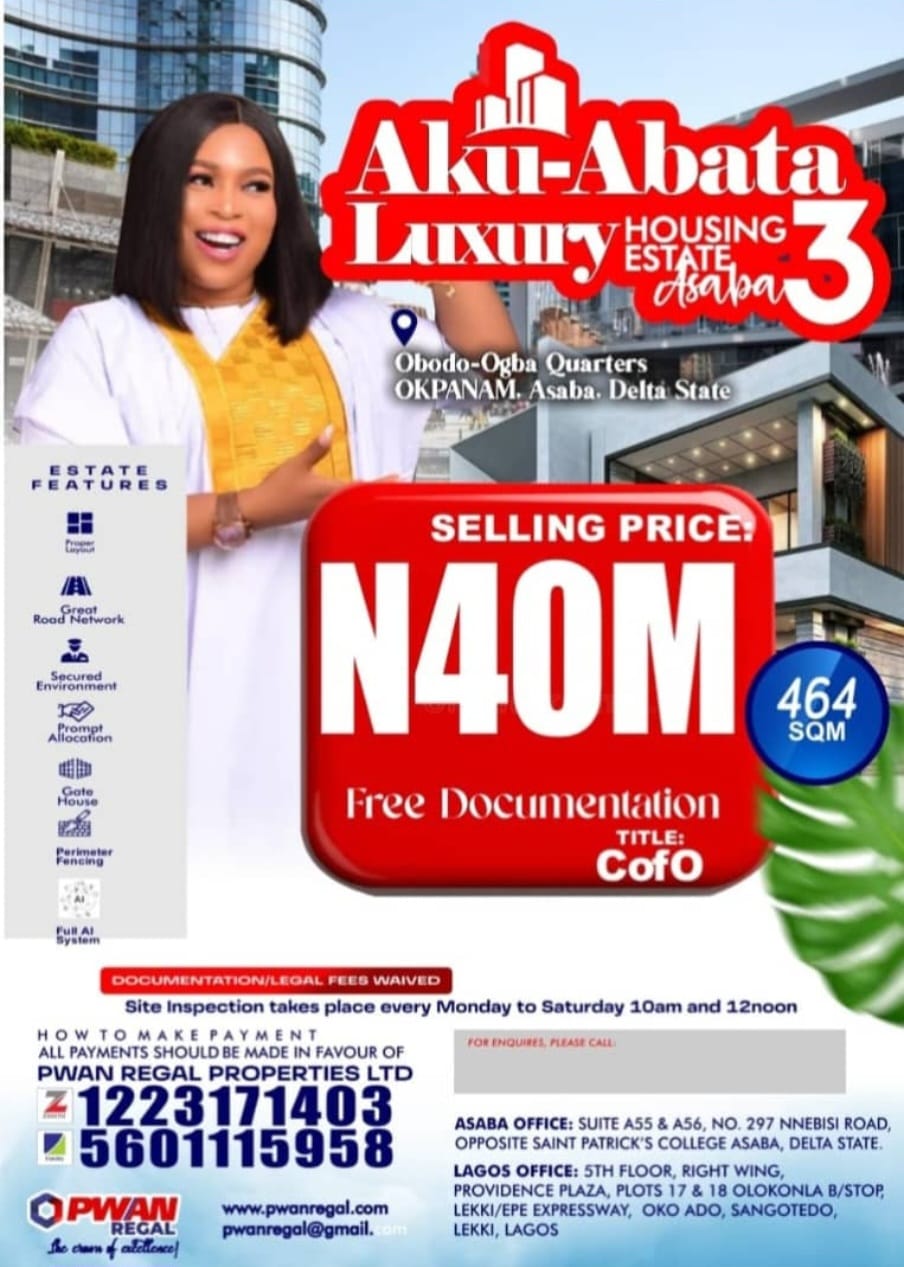 Aku-Abata
Luxury HOUSING
ESTATE
Asaba 3
Obodo-Ogba Quarters
OKPANAM, Asaba, Delta State
ESTATE
FEATURES
Proper
Layout
Great
Road Network
Secured
Environment
Prompt
Allocation
Gate
House
Perimeter
Fencing
AI
Full AI
System
SELLING PRICE:
N40M
464
SQM
Free Documentation
TITLE:
CofO
DOCUMENTATION/LEGAL FEES WAIVED
Site Inspection takes place every Monday to Saturday 10am and 12noon
HOW TO MAKE PAYMENT
ALL PAYMENTS SHOULD BE MADE IN FAVOUR OF
PWAN REGAL PROPERTIES LTD
Z
ZENITH
1223171403
5601115958
PWAN
REGAL
the crown of excellence!
www.pwanregal.com
pwanregal@gmail.com
FOR ENQUIRES, PLEASE CALL:
ASABA OFFICE: SUITE A55 & A56, NO. 297 NNEBISI ROAD,
OPPOSITE SAINT PATRICK'S COLLEGE ASABA, DELTA STATE.
LAGOS OFFICE: 5TH FLOOR, RIGHT WING,
PROVIDENCE PLAZA, PLOTS 17 & 18 OLOKONLA B/STOP,
LEKKI/EPE EXPRESSWAY, OKO ADO, SANGOTEDO,
LEKKI, LAGOS